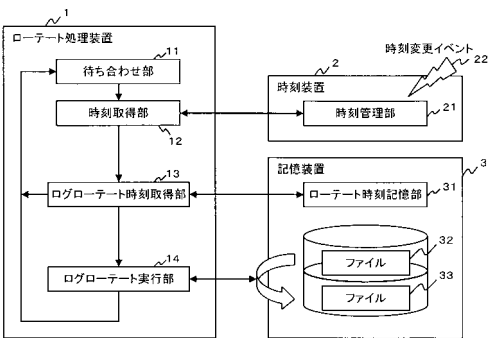 1
ローテート処理装置
11
待ち合わせ部
時刻取得部
12
13
ログローテート時刻取得部
14
ログローテート実行部
時刻変更イベント
22
2
時刻装置
時刻管理部
21
3
記憶装置
ローテート時刻記憶部
31
32
ファイル
33
ファイル